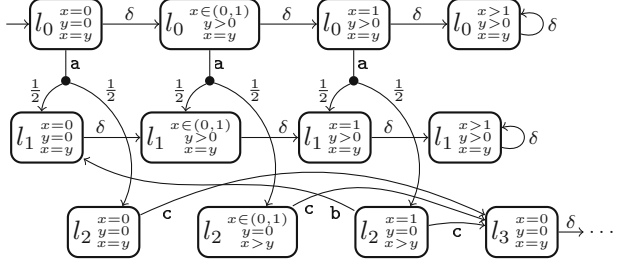 l₀ x=0 y=0 x=y δ l₀ x∈(0,1) y>0 x=y δ l₀ x=1 y>0 x=y δ l₀ x>1 y>0 x=y δ
a a a
1/2 1/2 1/2 1/2 1/2 1/2
l₁ x=0 y=0 x=y δ l₁ x∈(0,1) y>0 x=y δ l₁ x=1 y>0 x=y δ l₁ x>1 y>0 x=y δ
l₂ x=0 y=0 x=y c l₂ x∈(0,1) y=0 x>y c b l₂ x=1 y=0 x>y c l₃ x=0 y=0 x=y δ ···